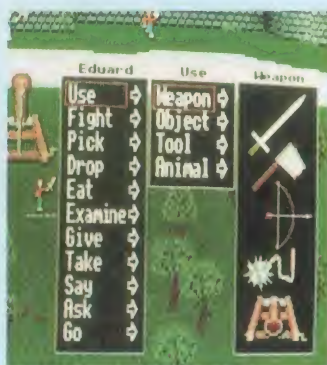 Eduard
Use
Fight
Pick
Drop
Eat
Examine
Give
Take
Say
Ask
Go
Use
Weapon
Object
Tool
Animal
Weapon